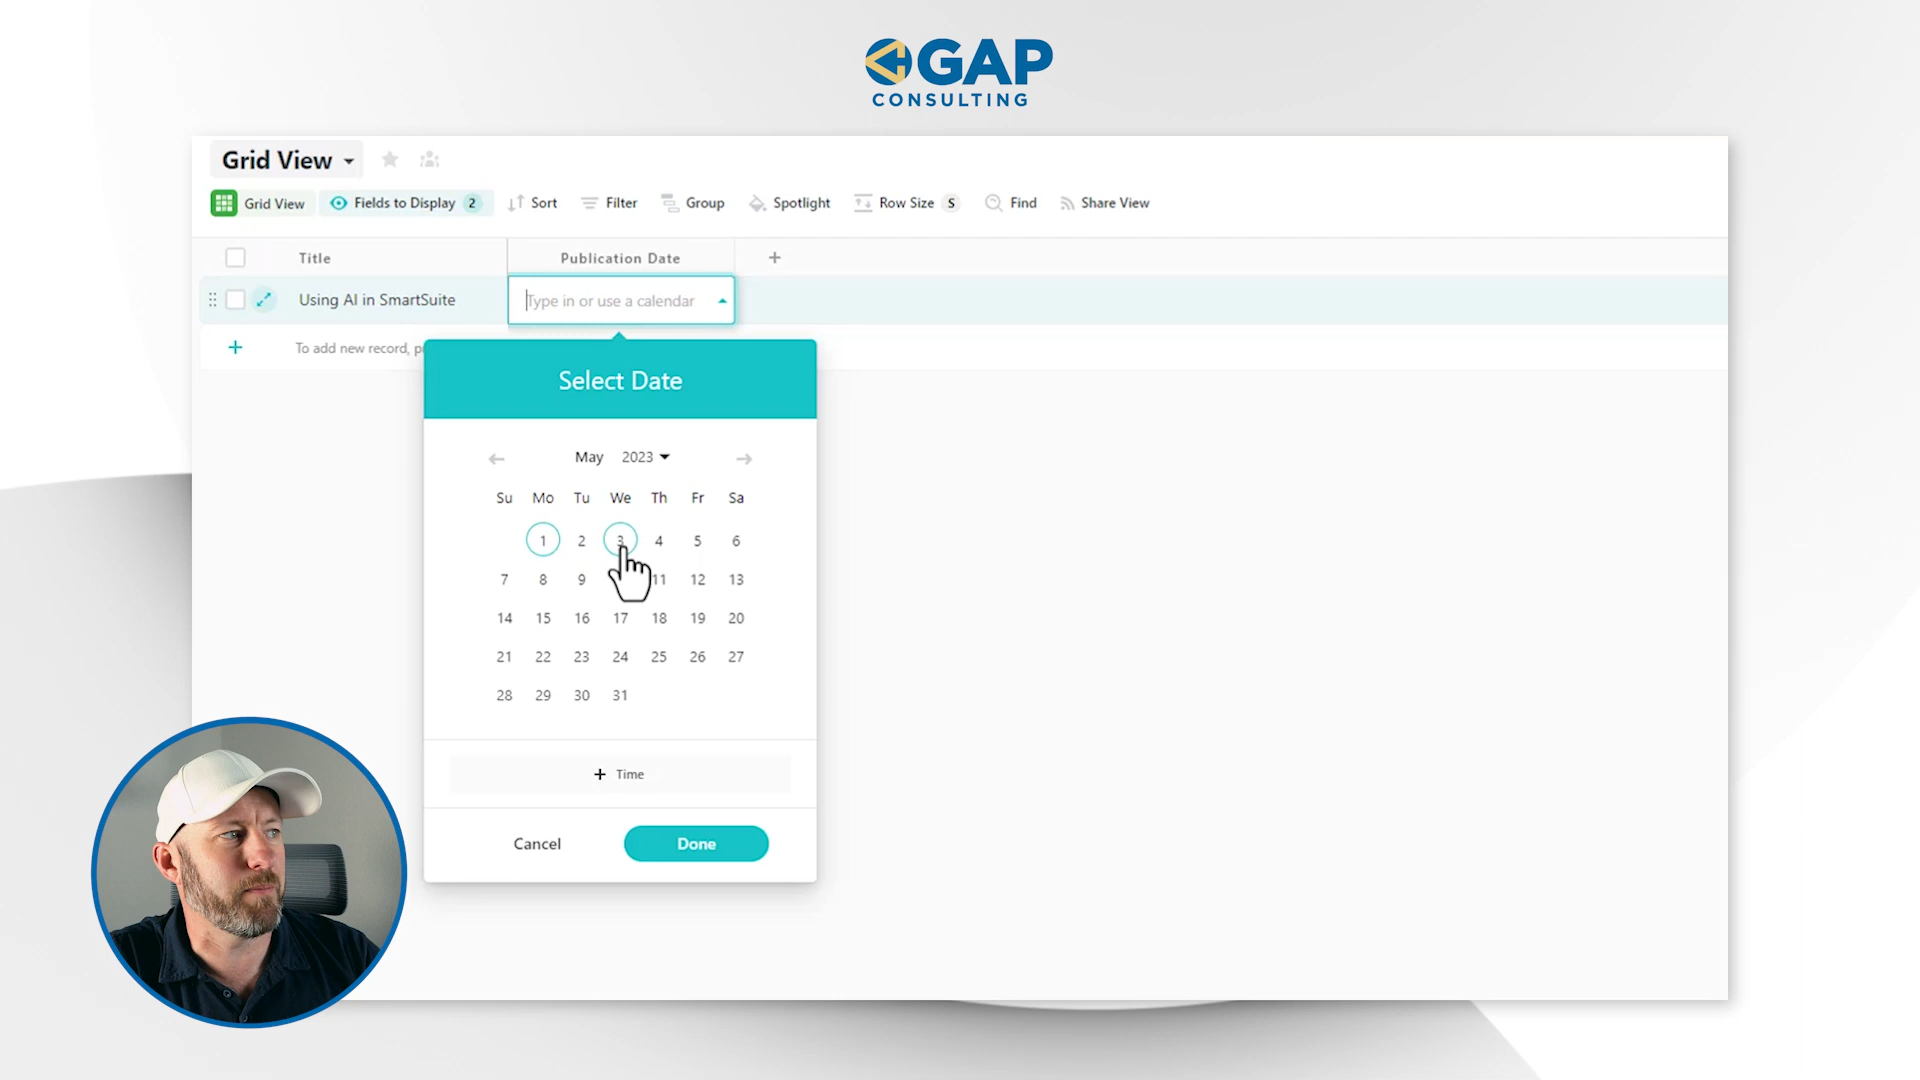 GAP
CONSULTING
Grid View
Grid View
Fields to Display 2
Sort
Filter
Group
Spotlight
Row Size S
Find
Share View
Title
Publication Date
Using AI in SmartSuite
Type in or use a calendar
To add new record, p
Select Date
May 2023
Su Mo Tu We Th Fr Sa
1 2 3 4 5 6
7 8 9 11 12 13
14 15 16 17 18 19 20
21 22 23 24 25 26 27
28 29 30 31
+ Time
Cancel
Done